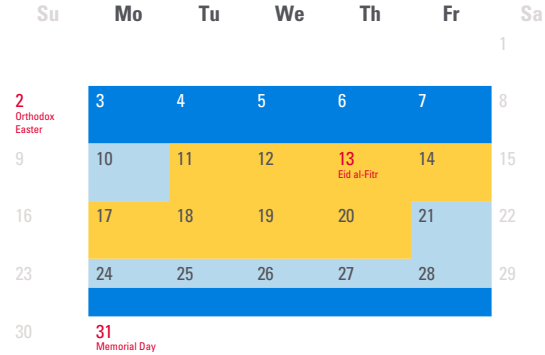 Su Mo Tu We Th Fr Sa
1
2 3 4 5 6 7 8
Orthodox
Easter
9 10 11 12 13 14 15
Eid al-Fitr
16 17 18 19 20 21 22
23 24 25 26 27 28 29
30 31
Memorial Day